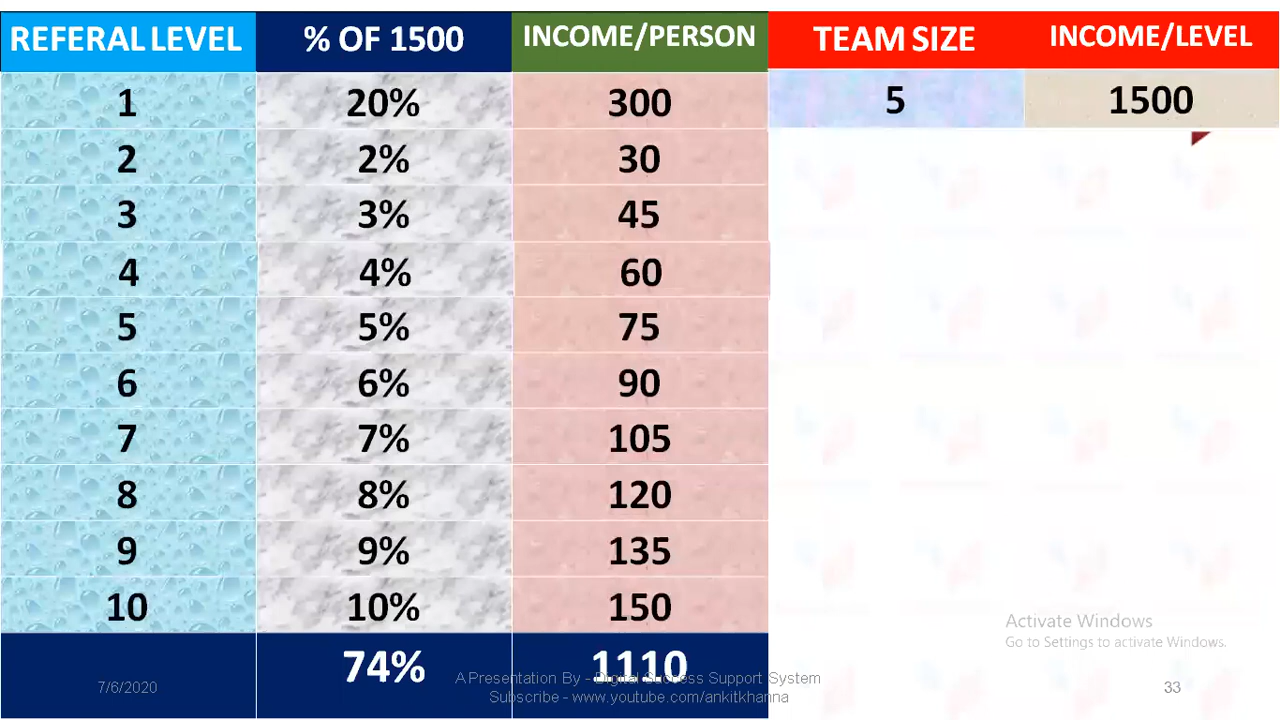 REFERAL LEVEL % OF 1500 INCOME/PERSON TEAM SIZE INCOME/LEVEL
1 20% 300 5 1500
2 2% 30
3 3% 45
4 4% 60
5 5% 75
6 6% 90
7 7% 105
8 8% 120
9 9% 135
10 10% 150
74% 1110
Activate Windows
Go to Settings to activate Windows.
7/6/2020
A Presentation By - Digital Success Support System
Subscribe - www.youtube.com/ankitkhanna
33